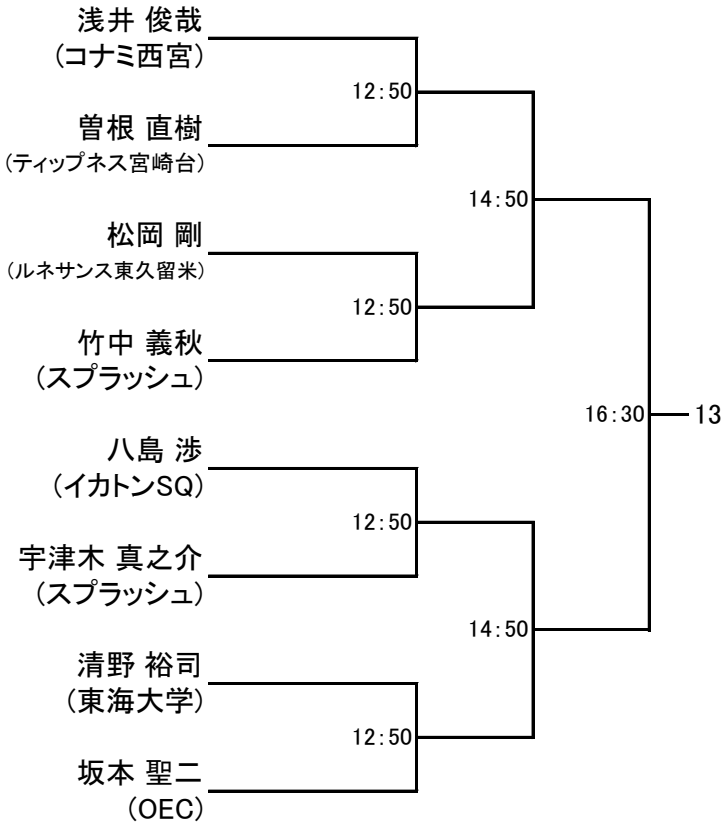 浅井 俊哉
(コナミ西宮)
12:50
曽根 直樹
(ティップネス宮崎台)
14:50
松岡 剛
(ルネサンス東久留米)
12:50
竹中 義秋
(スプラッシュ)
16:30
13
八島 渉
(イカトンSQ)
12:50
宇津木 真之介
(スプラッシュ)
14:50
清野 裕司
(東海大学)
12:50
坂本 聖二
(OEC)